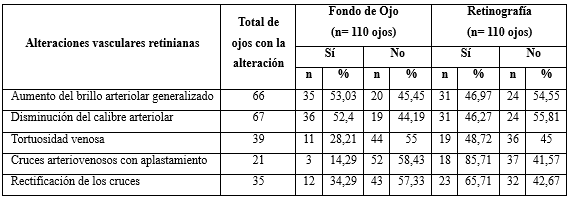 Alteraciones vasculares retinianas Total de ojos con la alteración Fondo de Ojo (n= 110 ojos) Retinografía (n= 110 ojos)
Sí No Sí No
n % n % n % n %
Aumento del brillo arteriolar generalizado 66 35 53,03 20 45,45 31 46,97 24 54,55
Disminución del calibre arteriolar 67 36 52,4 19 44,19 31 46,27 24 55,81
Tortuosidad venosa 39 11 28,21 44 55 19 48,72 36 45
Cruces arteriovenosos con aplastamiento 21 3 14,29 52 58,43 18 85,71 37 41,57
Rectificación de los cruces 35 12 34,29 43 57,33 23 65,71 32 42,67